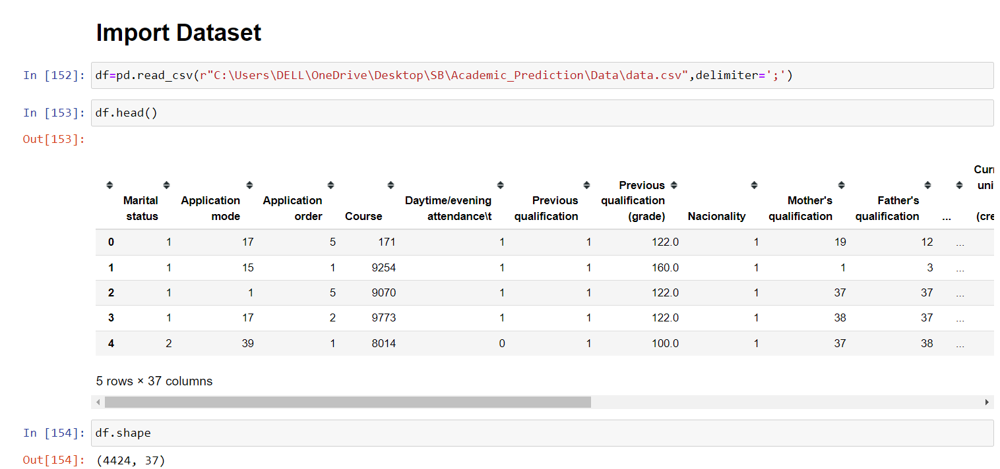 Import Dataset
In [152]: df=pd.read_csv(r"C:\Users\DELL\OneDrive\Desktop\SB\Academic_Prediction\Data\data.csv",delimiter=';')
In [153]: df.head()
Out[153]:
Marital status Application mode Application order Course Daytime/evening attendance\t Previous qualification Previous qualification (grade) Nacionality Mother's qualification Father's qualification ...
0 1 17 5 171 1 1 122.0 1 19 12 ...
1 1 15 1 9254 1 1 160.0 1 1 3 ...
2 1 1 5 9070 1 1 122.0 1 37 37 ...
3 1 17 2 9773 1 1 122.0 1 38 37 ...
4 2 39 1 8014 0 1 100.0 1 37 38 ...
5 rows × 37 columns
In [154]: df.shape
Out[154]: (4424, 37)